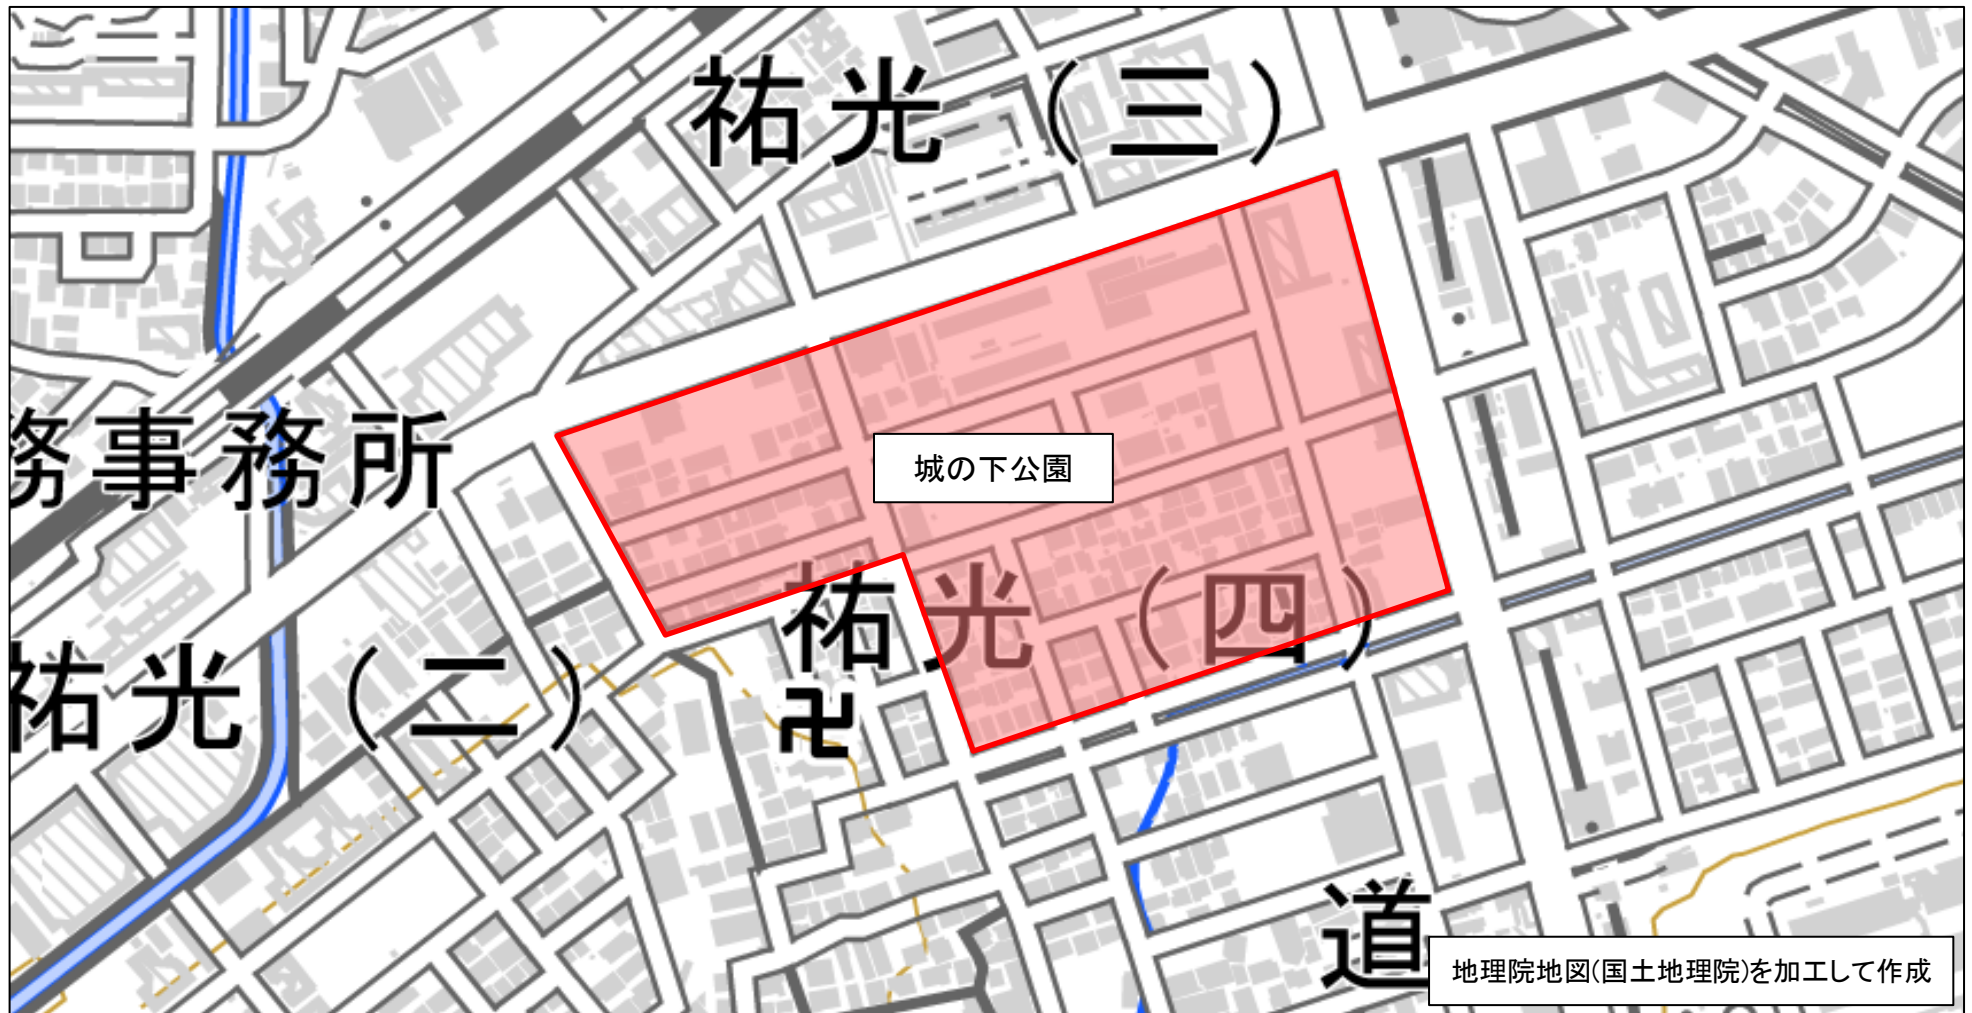 祐光（三）
務事務所
城の下公園
祐光（四）
祐光（二）
道
地理院地図(国土地理院)を加工して作成